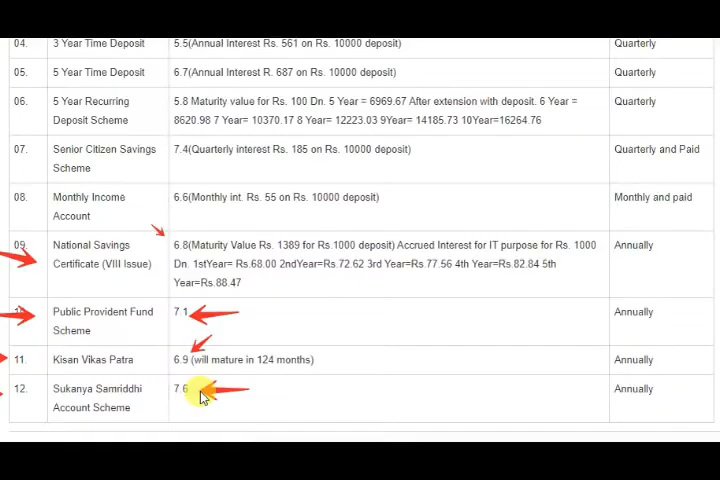 04. 3 Year Time Deposit 5.5(Annual Interest Rs. 561 on Rs. 10000 deposit) Quarterly
05. 5 Year Time Deposit 6.7(Annual Interest R. 687 on Rs. 10000 deposit) Quarterly
06. 5 Year Recurring 5.8 Maturity value for Rs. 100 Dn. 5 Year = 6969.67 After extension with deposit. 6 Year = Quarterly
Deposit Scheme 8620.98 7 Year= 10370.17 8 Year= 12223.03 9Year= 14185.73 10Year=16264.76
07. Senior Citizen Savings 7.4(Quarterly interest Rs. 185 on Rs. 10000 deposit) Quarterly and Paid
Scheme
08. Monthly Income 6.6(Monthly int. Rs. 55 on Rs. 10000 deposit) Monthly and paid
Account
09. National Savings 6.8(Maturity Value Rs. 1389 for Rs.1000 deposit) Accrued Interest for IT purpose for Rs. 1000 Annually
Certificate (VIII Issue) Dn. 1stYear= Rs.68.00 2ndYear=Rs.72.62 3rd Year=Rs.77.56 4th Year=Rs.82.84 5th
Year=Rs.88.47
Public Provident Fund 7.1 Annually
Scheme
11. Kisan Vikas Patra 6.9 (will mature in 124 months) Annually
12. Sukanya Samriddhi 7.6 Annually
Account Scheme